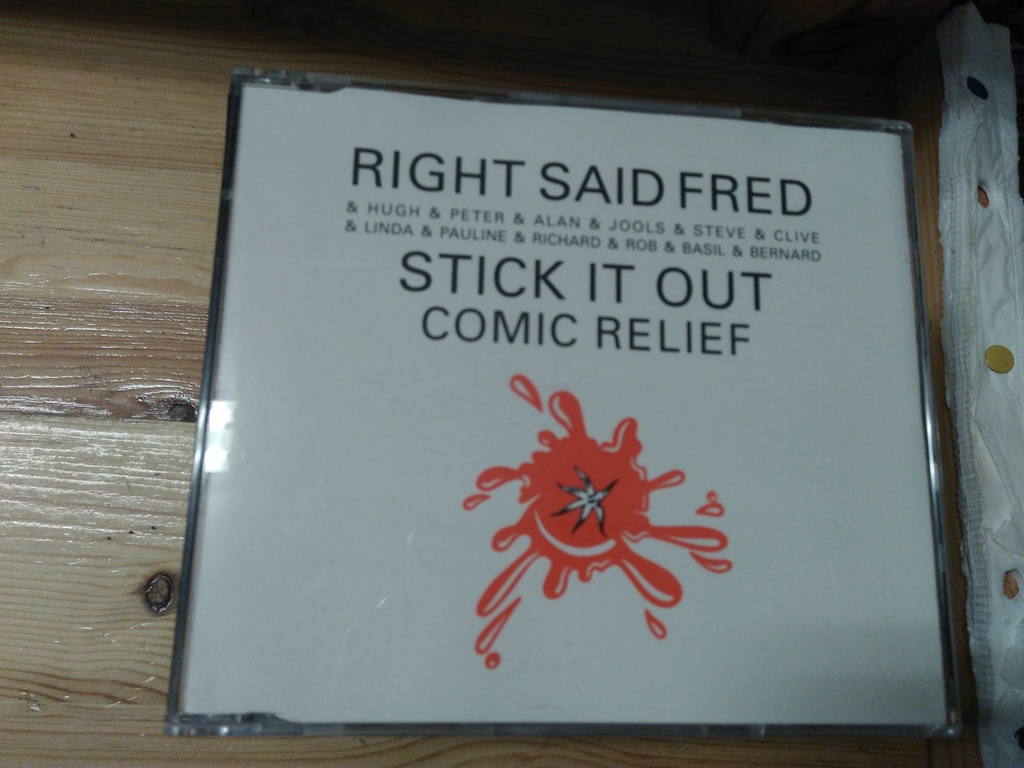 RIGHT SAID FRED
& HUGH & PETER & ALAN & JOOLS & STEVE & CLIVE
& LINDA & PAULINE & RICHARD & ROB & BASIL & BERNARD
STICK IT OUT
COMIC RELIEF